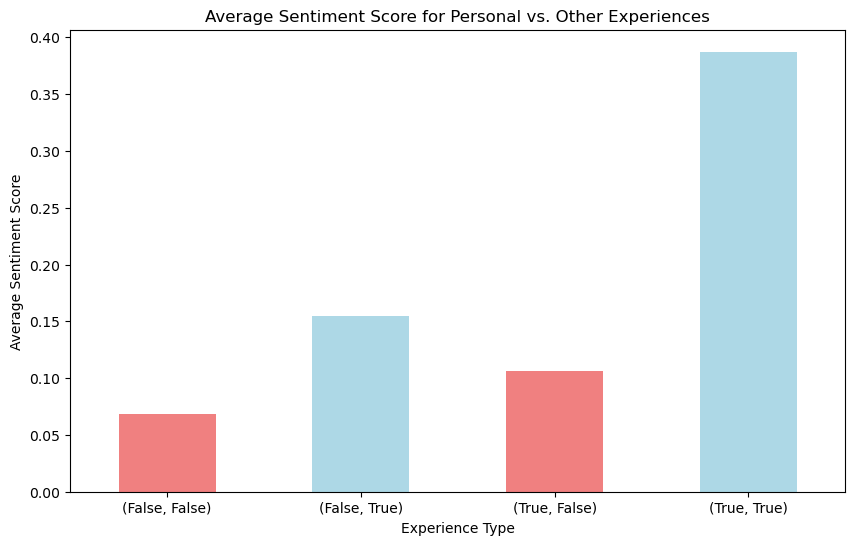 Average Sentiment Score for Personal vs. Other Experiences
0.40
0.35
0.30
0.25
0.20
0.15
0.10
0.05
0.00
Average Sentiment Score
(False, False)
(False, True)
(True, False)
(True, True)
Experience Type